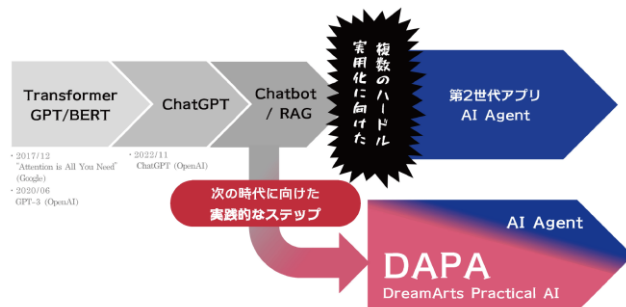 Transformer
GPT/BERT
ChatGPT
Chatbot
/ RAG
実用化に向けた
複数のハードル
第2世代アプリ
AI Agent
・2017/12
"Attention is All You Need"
(Google)
・2020/06
GPT-3 (OpenAI)
・2022/11
ChatGPT (OpenAI)
次の時代に向けた
実践的なステップ
AI Agent
DAPA
DreamArts Practical AI